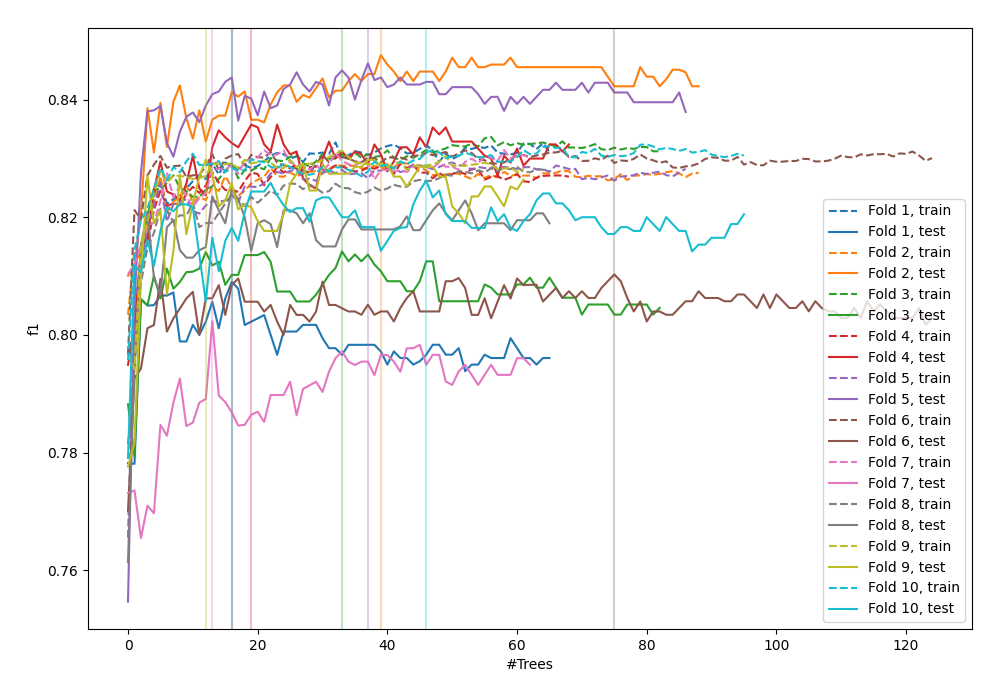 f1
0.84
0.82
0.80
0.78
0.76
0
20
40
60
80
100
120
#Trees
Fold 1, train
Fold 1, test
Fold 2, train
Fold 2, test
Fold 3, train
Fold 3, test
Fold 4, train
Fold 4, test
Fold 5, train
Fold 5, test
Fold 6, train
Fold 6, test
Fold 7, train
Fold 7, test
Fold 8, train
Fold 8, test
Fold 9, train
Fold 9, test
Fold 10, train
Fold 10, test